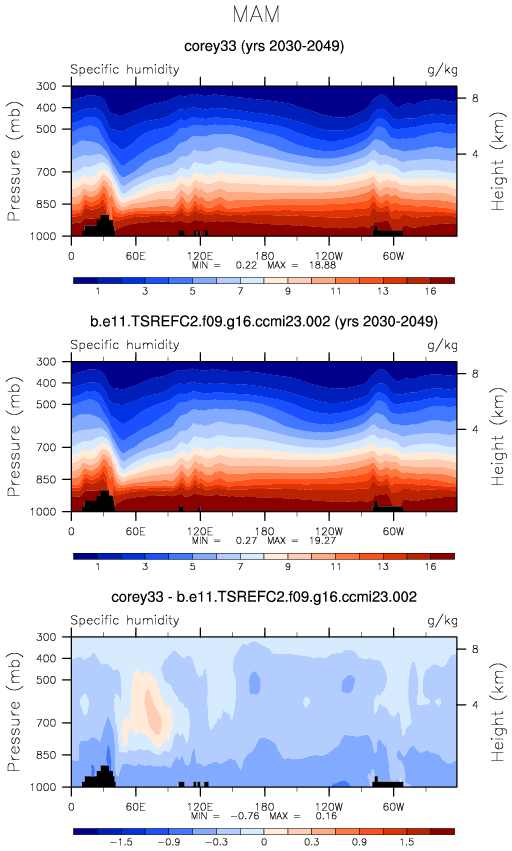 MAM
corey33 (yrs 2030-2049)
Specific humidity g/kg
300
400
500
700
850
1000
Pressure (mb)
8
4
Height (km)
0 60E 120E 180 120W 60W
MIN = 0.22 MAX = 18.88
1 3 5 7 9 11 13 16
b.e11.TSREFC2.f09.g16.ccmi23.002 (yrs 2030-2049)
Specific humidity g/kg
300
400
500
700
850
1000
Pressure (mb)
8
4
Height (km)
0 60E 120E 180 120W 60W
MIN = 0.27 MAX = 19.27
1 3 5 7 9 11 13 16
corey33 - b.e11.TSREFC2.f09.g16.ccmi23.002
Specific humidity g/kg
300
400
500
700
850
1000
Pressure (mb)
8
4
Height (km)
0 60E 120E 180 120W 60W
MIN = −0.76 MAX = 0.16
−1.5 −0.9 −0.3 0 0.3 0.9 1.5